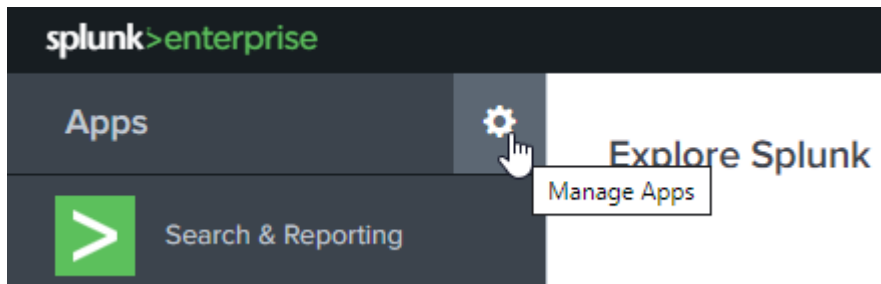 splunk>enterprise
Apps
Explore Splunk
Manage Apps
Search & Reporting